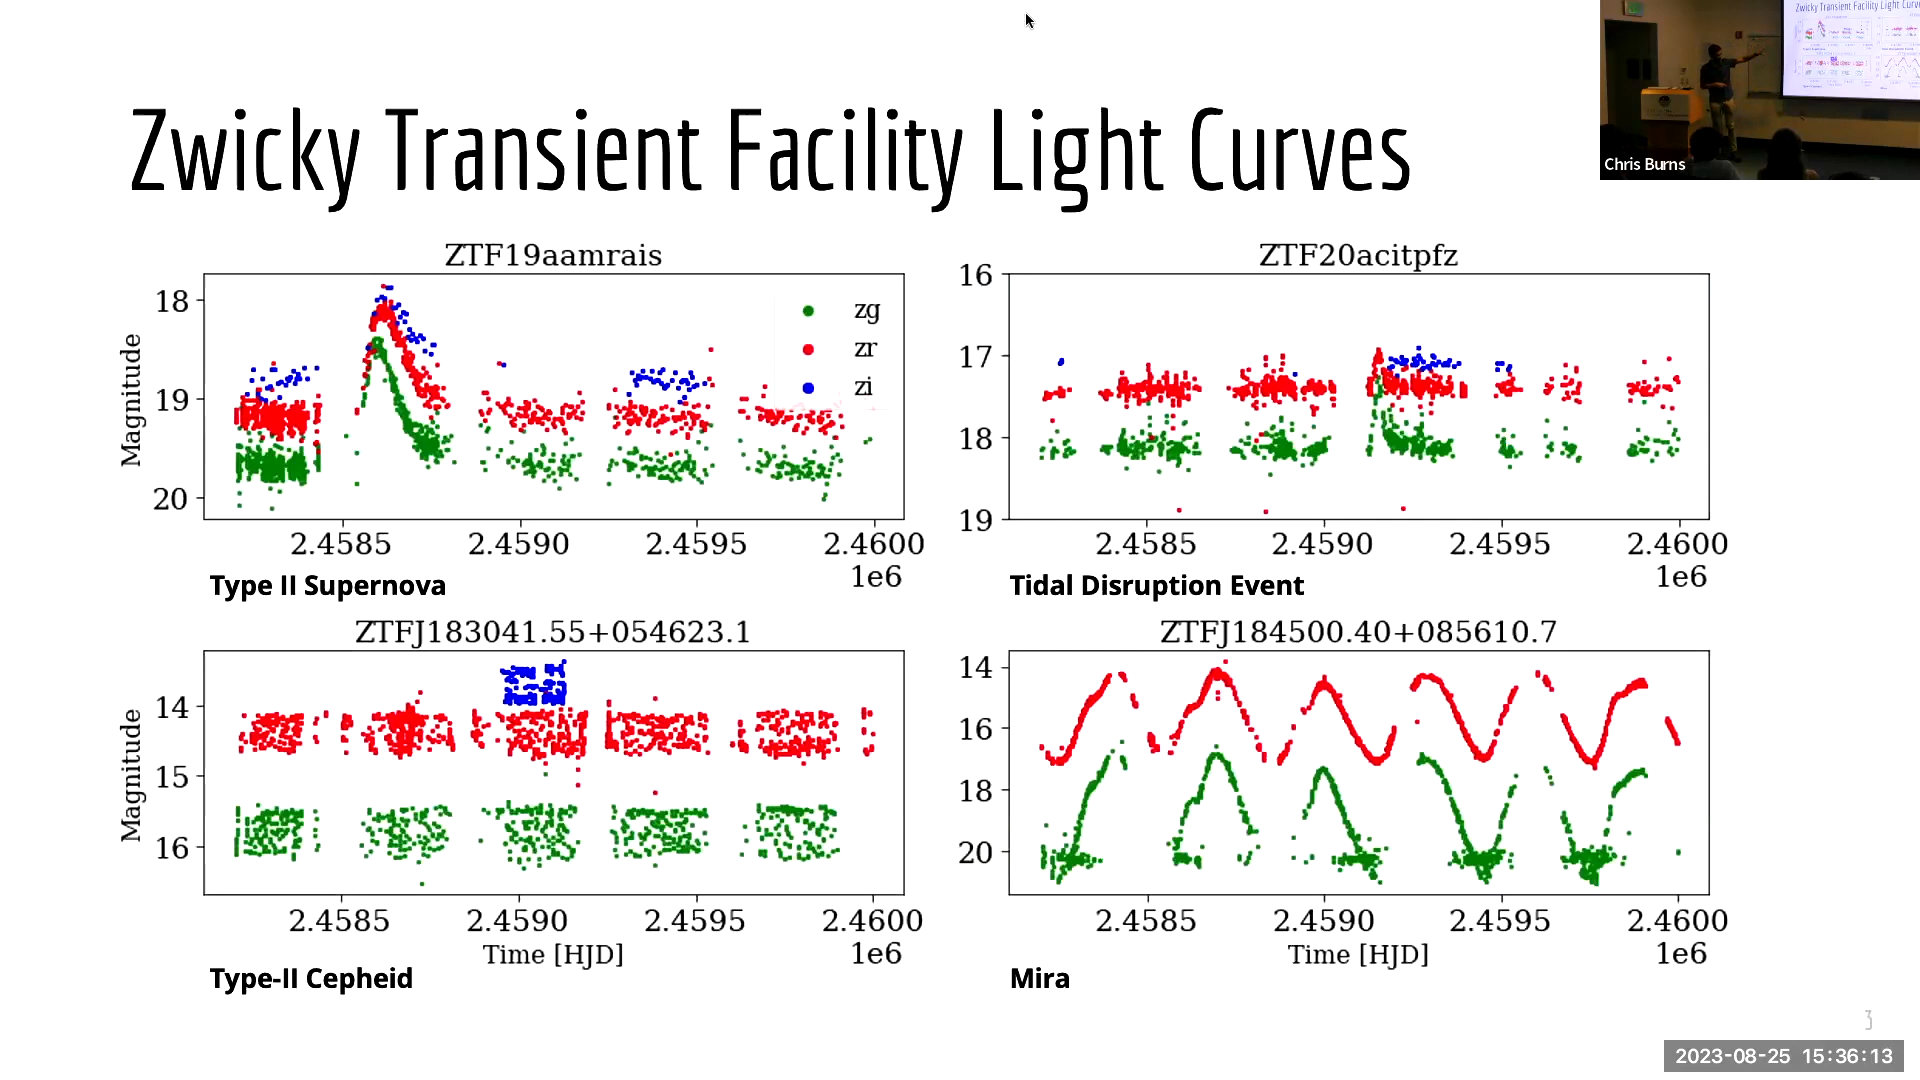 Zwicky Transient Facility Light Curves
Chris Burns
ZTF19aamrais
18
19
20
Magnitude
zg
zr
zi
2.4585 2.4590 2.4595 2.4600
1e6
Type II Supernova
ZTF20acitpfz
16
17
18
19
2.4585 2.4590 2.4595 2.4600
1e6
Tidal Disruption Event
ZTFJ183041.55+054623.1
14
15
16
Magnitude
2.4585 2.4590 2.4595 2.4600
Time [HJD]
1e6
Type-II Cepheid
ZTFJ184500.40+085610.7
14
16
18
20
2.4585 2.4590 2.4595 2.4600
Time [HJD]
1e6
Mira
3
2023-08-25 15:36:13